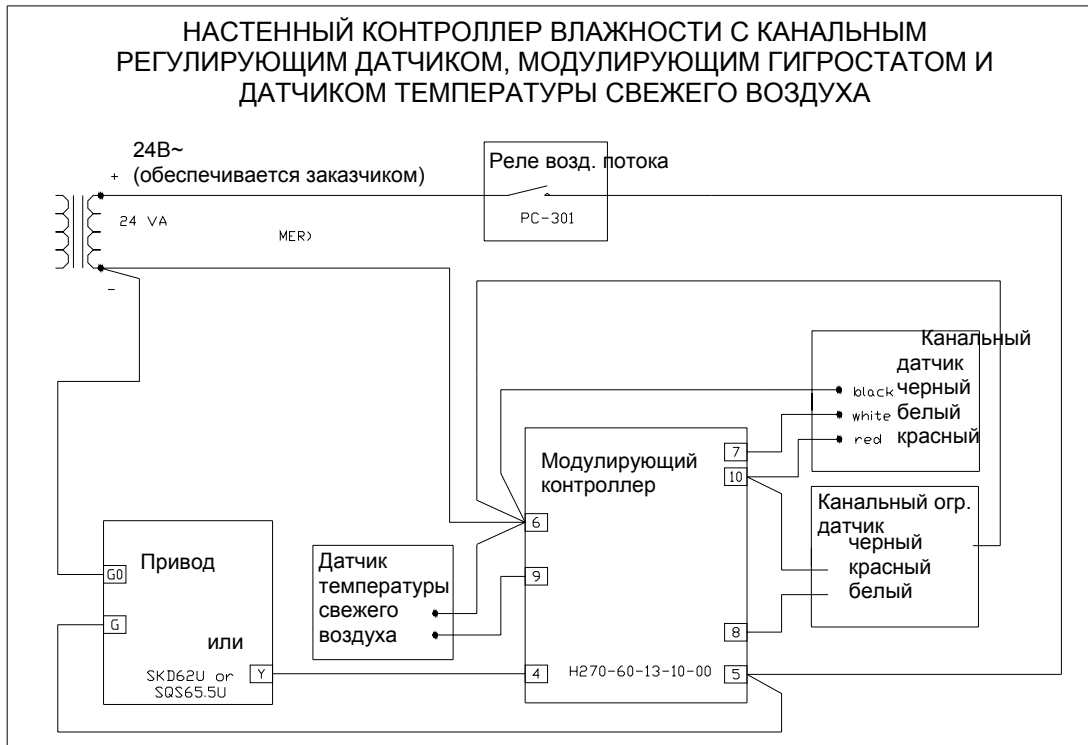 НАСТЕННЫЙ КОНТРОЛЛЕР ВЛАЖНОСТИ С КАНАЛЬНЫМ
РЕГУЛИРУЮЩИМ ДАТЧИКОМ, МОДУЛИРУЮЩИМ ГИГРОСТАТОМ И
ДАТЧИКОМ ТЕМПЕРАТУРЫ СВЕЖЕГО ВОЗДУХА
24В~
+ (обеспечивается заказчиком)
24 VA
MER)
-
Реле возд. потока
PC-301
Канальный
датчик
black черный
white белый
red красный
Модулирующий
контроллер
7
10
6
9
8
4
H270-60-13-10-00
5
Канальный огр.
датчик
черный
красный
белый
Датчик
температуры
свежего
воздуха
Привод
G0
G
или
SKD62U or
SQS65.5U
Y